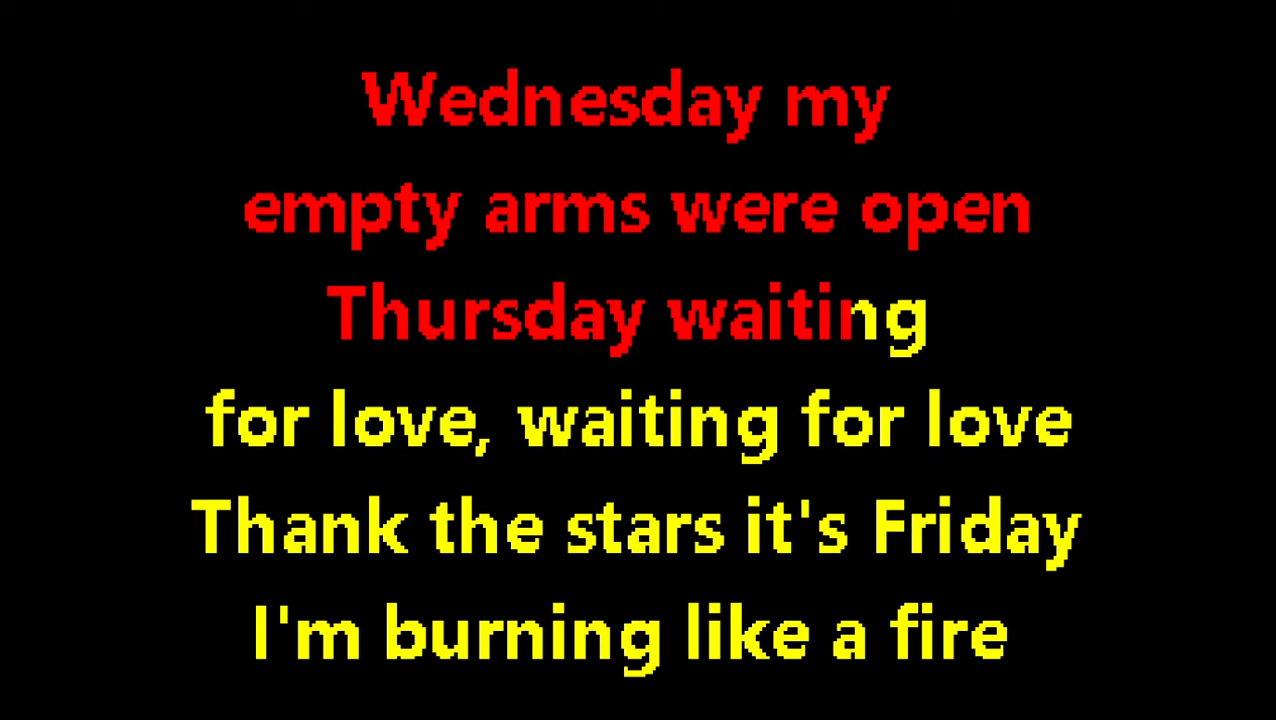 Wednesday my
empty arms were open
Thursday waiting
for love, waiting for love
Thank the stars it's Friday
I'm burning like a fire